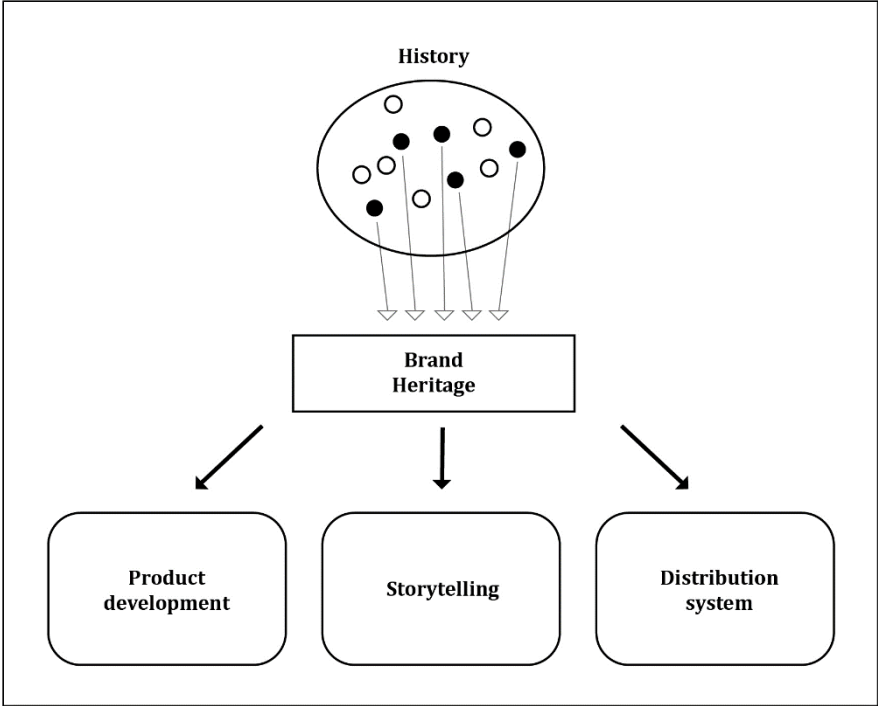 History
Brand
Heritage
Product
development
Storytelling
Distribution
system